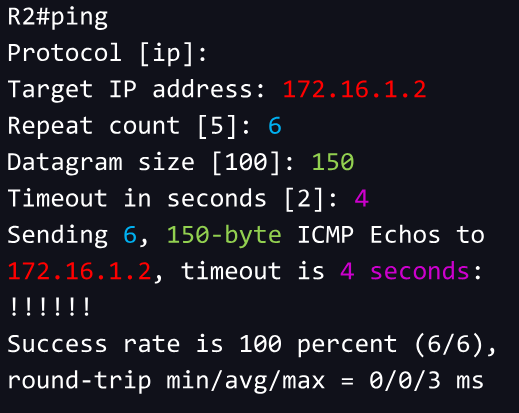 R2#ping
Protocol [ip]:
Target IP address: 172.16.1.2
Repeat count [5]: 6
Datagram size [100]: 150
Timeout in seconds [2]: 4
Sending 6, 150-byte ICMP Echos to
172.16.1.2, timeout is 4 seconds:
!!!!!!
Success rate is 100 percent (6/6),
round-trip min/avg/max = 0/0/3 ms